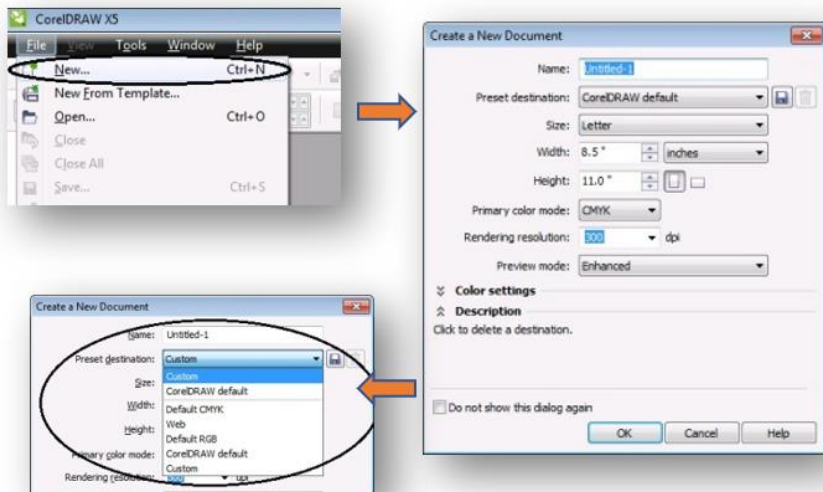 CorelDRAW X5
File View Tools Window Help
New... Ctrl+N
New From Template...
Open... Ctrl+O
Close
Close All
Save... Ctrl+S
Create a New Document
Name: Untitled-1
Preset destination: CorelDRAW default
Size: Letter
Width: 8.5 " inches
Height: 11.0 "
Primary color mode: CMYK
Rendering resolution: 300 dpi
Preview mode: Enhanced
Color settings
Description
Click to delete a destination.
Do not show this dialog again
OK Cancel Help
Create a New Document
Name: Untitled-1
Preset destination: Custom
Custom
Size: CorelDRAW default
Width: Default CMYK
Web
Height: Default RGB
Primary color mode: CorelDRAW default
Custom
Rendering resolution: 300 dpi